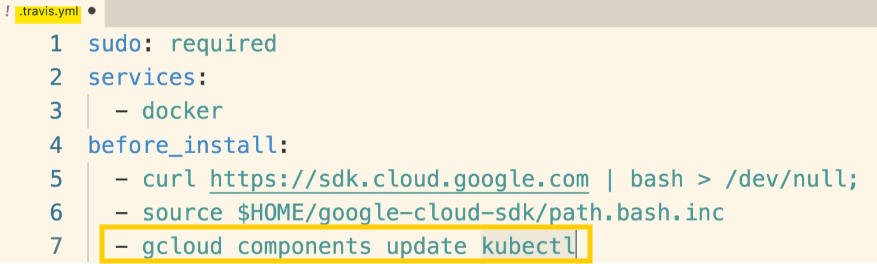 ! .travis.yml ●
1 sudo: required
2 services:
3 - docker
4 before_install:
5 - curl https://sdk.cloud.google.com | bash > /dev/null;
6 - source $HOME/google-cloud-sdk/path.bash.inc
7 - gcloud components update kubectl